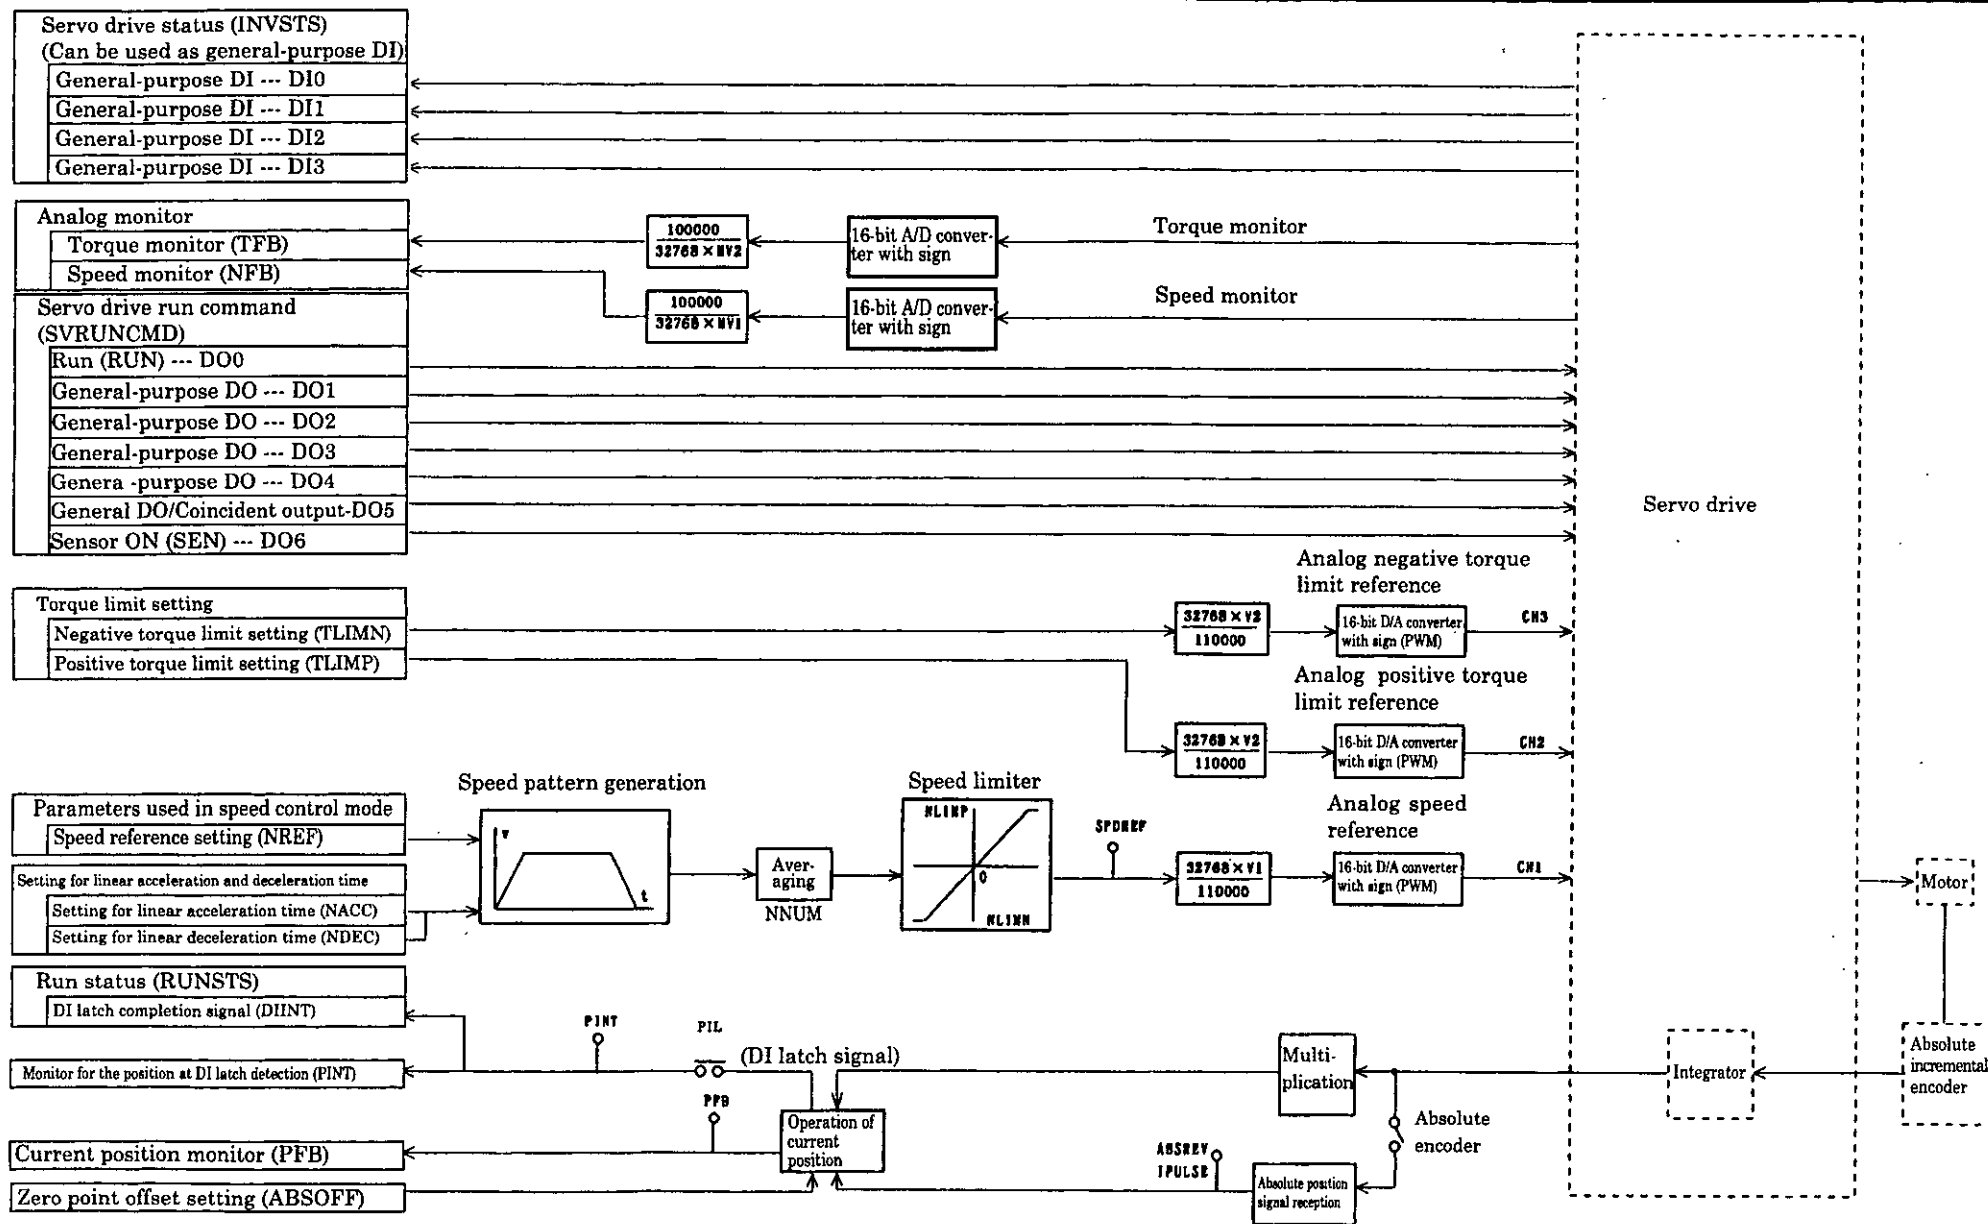 Servo drive status (INVSTS)
(Can be used as general-purpose DI)
General-purpose DI --- DI0
General-purpose DI --- DI1
General-purpose DI --- DI2
General-purpose DI --- DI3
Analog monitor
Torque monitor (TFB)
Speed monitor (NFB)
100000
32768 × NV2
16-bit A/D conver-
ter with sign
Torque monitor
100000
32768 × NV1
16-bit A/D conver-
ter with sign
Speed monitor
Servo drive run command
(SVRUNCMD)
Run (RUN) --- DO0
General-purpose DO --- DO1
General-purpose DO --- DO2
General-purpose DO --- DO3
Genera -purpose DO --- DO4
General DO/Coincident output-DO5
Sensor ON (SEN) --- DO6
Servo drive
Torque limit setting
Negative torque limit setting (TLIMN)
Positive torque limit setting (TLIMP)
Analog negative torque
limit reference
32768 × V2
110000
16-bit D/A converter
with sign (PWM)
CH3
Analog positive torque
limit reference
32768 × V2
110000
16-bit D/A converter
with sign (PWM)
CH2
Parameters used in speed control mode
Speed reference setting (NREF)
Setting for linear acceleration and deceleration time
Setting for linear acceleration time (NACC)
Setting for linear deceleration time (NDEC)
Speed pattern generation
v
t
Aver-
aging
NNUM
Speed limiter
NLIMP
0
NLIMN
SPDREF
32768 × V1
110000
Analog speed
reference
16-bit D/A converter
with sign (PWM)
CH1
Motor
Run status (RUNSTS)
DI latch completion signal (DIINT)
Monitor for the position at DI latch detection (PINT)
PINT
PIL
(DI latch signal)
Multi-
plication
Integrator
Absolute
incremental
encoder
PFB
Operation of
current
position
Absolute
encoder
Current position monitor (PFB)
Zero point offset setting (ABSOFF)
ABSREV
IPULSE
Absolute position
signal reception